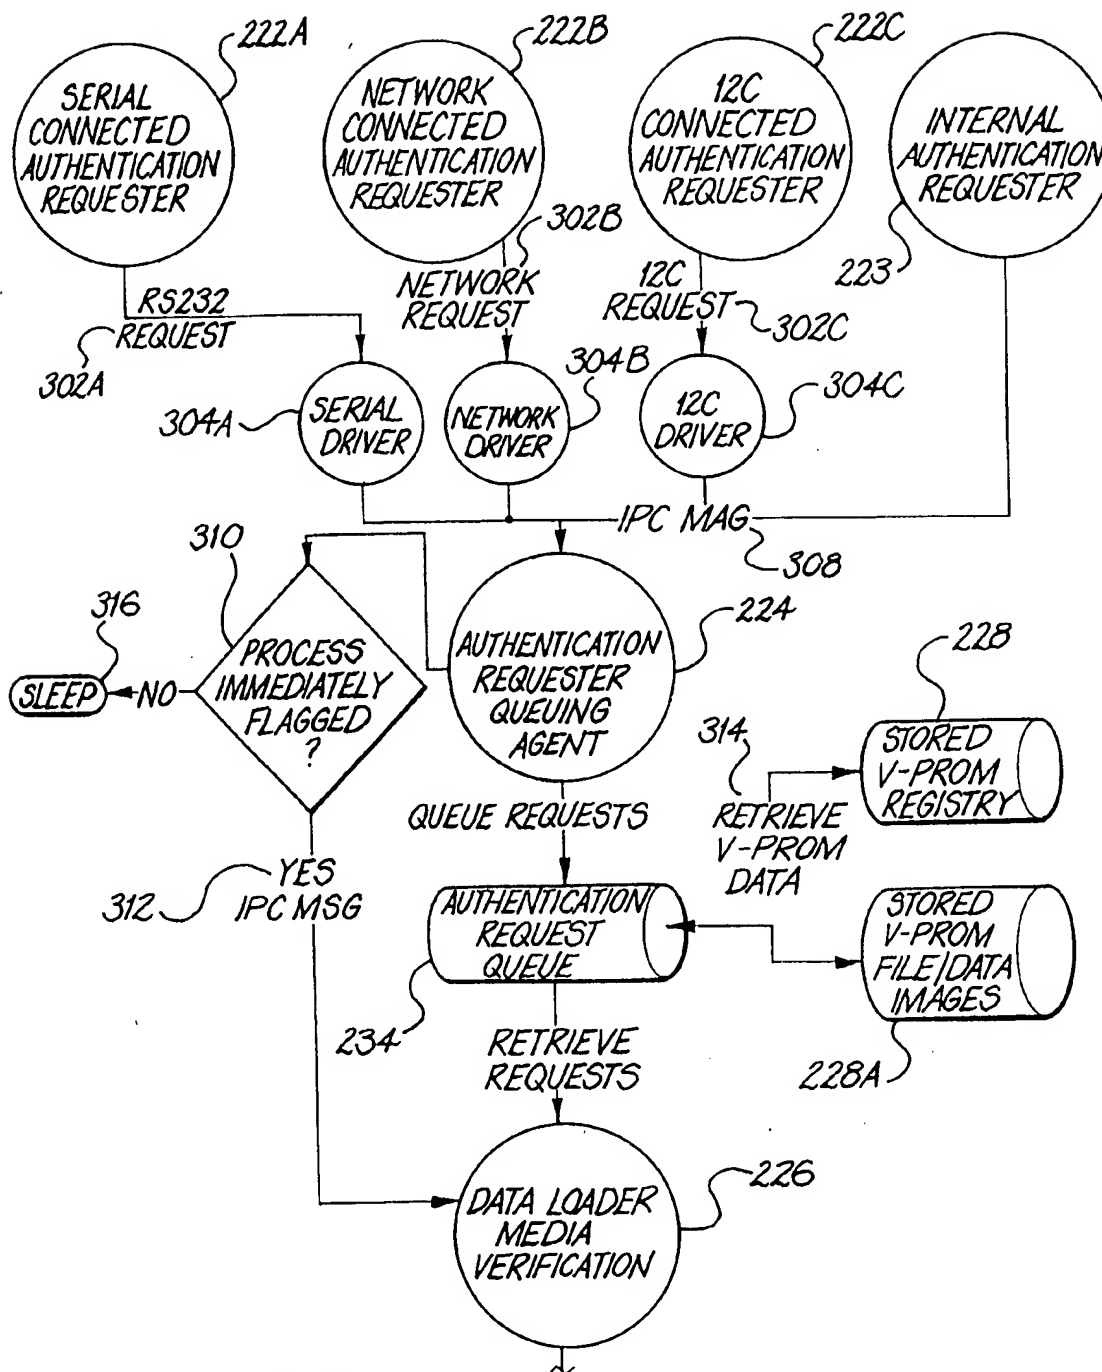 222A
222B
222C
SERIAL
CONNECTED
AUTHENTICATION
REQUESTER
NETWORK
CONNECTED
AUTHENTICATION
REQUESTER
12C
CONNECTED
AUTHENTICATION
REQUESTER
INTERNAL
AUTHENTICATION
REQUESTER
223
RS232
REQUEST
302A
302B
NETWORK
REQUEST
12C
REQUEST
302C
304A
SERIAL
DRIVER
304B
NETWORK
DRIVER
12C
DRIVER
304C
IPC MAG
308
310
316
SLEEP
NO
PROCESS
IMMEDIATELY
FLAGGED
?
224
AUTHENTICATION
REQUESTER
QUEUING
AGENT
228
STORED
V-PROM
REGISTRY
314
RETRIEVE
V-PROM
DATA
QUEUE REQUESTS
YES
IPC MSG
312
AUTHENTICATION
REQUEST
QUEUE
234
STORED
V-PROM
FILE/DATA
IMAGES
228A
RETRIEVE
REQUESTS
DATA LOADER
MEDIA
VERIFICATION
226